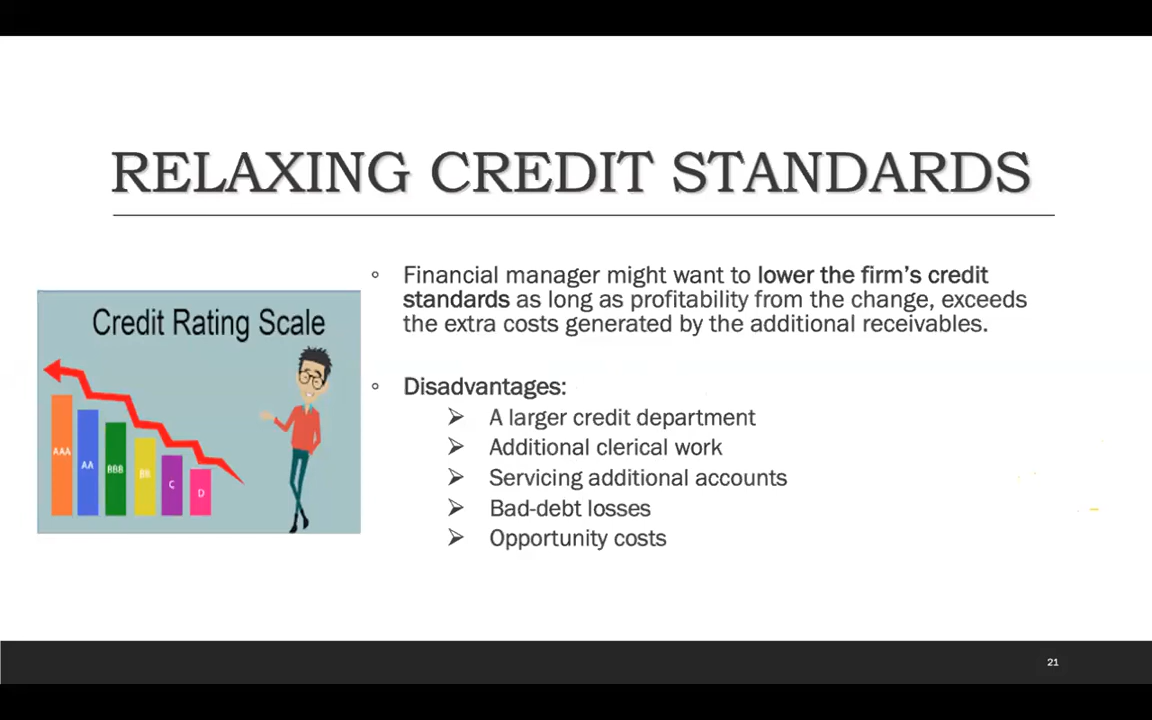 RELAXING CREDIT STANDARDS
Credit Rating Scale
AAA
AA
BBB
BB
C
D
◦ Financial manager might want to lower the firm's credit
standards as long as profitability from the change, exceeds
the extra costs generated by the additional receivables.
◦ Disadvantages:
➢ A larger credit department
➢ Additional clerical work
➢ Servicing additional accounts
➢ Bad-debt losses
➢ Opportunity costs
21